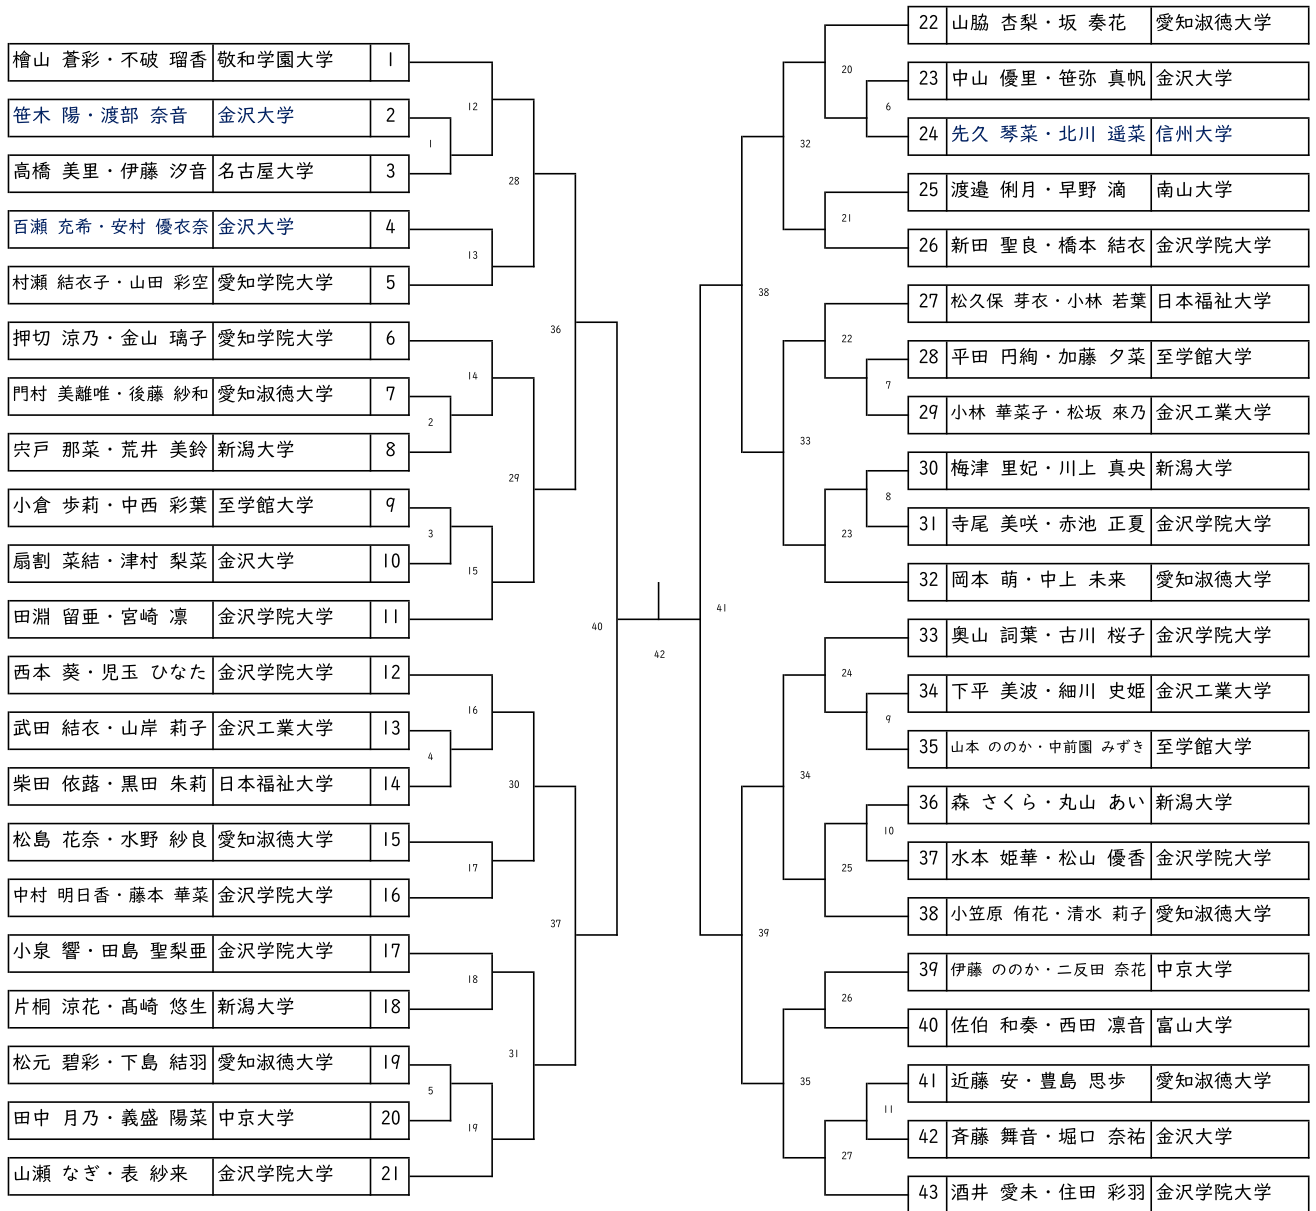 檜山 蒼彩・不破 瑠香 敬和学園大学 1
笹木 陽・渡部 奈音 金沢大学 2
高橋 美里・伊藤 汐音 名古屋大学 3
百瀬 充希・安村 優衣奈 金沢大学 4
村瀬 結衣子・山田 彩空 愛知学院大学 5
押切 涼乃・金山 璃子 愛知学院大学 6
門村 美離唯・後藤 紗和 愛知淑徳大学 7
宍戸 那菜・荒井 美鈴 新潟大学 8
小倉 歩莉・中西 彩葉 至学館大学 9
扇割 菜結・津村 梨菜 金沢大学 10
田淵 留亜・宮崎 凛 金沢学院大学 11
西本 葵・児玉 ひなた 金沢学院大学 12
武田 結衣・山岸 莉子 金沢工業大学 13
柴田 依蕗・黒田 朱莉 日本福祉大学 14
松島 花奈・水野 紗良 愛知淑徳大学 15
中村 明日香・藤本 華菜 金沢学院大学 16
小泉 響・田島 聖梨亜 金沢学院大学 17
片桐 涼花・髙崎 悠生 新潟大学 18
松元 碧彩・下島 結羽 愛知淑徳大学 19
田中 月乃・義盛 陽菜 中京大学 20
山瀬 なぎ・表 紗来 金沢学院大学 21
12
1
28
13
36
14
2
29
3
15
40
16
4
30
17
37
18
31
5
19
42
41
20
6
32
21
38
22
7
33
8
23
24
9
34
10
25
39
26
35
11
27
22 山脇 杏梨・坂 奏花 愛知淑徳大学
23 中山 優里・笹弥 真帆 金沢大学
24 先久 琴菜・北川 遥菜 信州大学
25 渡邉 俐月・早野 滴 南山大学
26 新田 聖良・橋本 結衣 金沢学院大学
27 松久保 芽衣・小林 若葉 日本福祉大学
28 平田 円絢・加藤 夕菜 至学館大学
29 小林 華菜子・松坂 來乃 金沢工業大学
30 梅津 里妃・川上 真央 新潟大学
31 寺尾 美咲・赤池 正夏 金沢学院大学
32 岡本 萌・中上 未来 愛知淑徳大学
33 奥山 詞葉・古川 桜子 金沢学院大学
34 下平 美波・細川 史姫 金沢工業大学
35 山本 ののか・中前園 みずき 至学館大学
36 森 さくら・丸山 あい 新潟大学
37 水本 姫華・松山 優香 金沢学院大学
38 小笠原 侑花・清水 莉子 愛知淑徳大学
39 伊藤 ののか・二反田 奈花 中京大学
40 佐伯 和奏・西田 凛音 富山大学
41 近藤 安・豊島 思歩 愛知淑徳大学
42 斉藤 舞音・堀口 奈祐 金沢大学
43 酒井 愛未・住田 彩羽 金沢学院大学